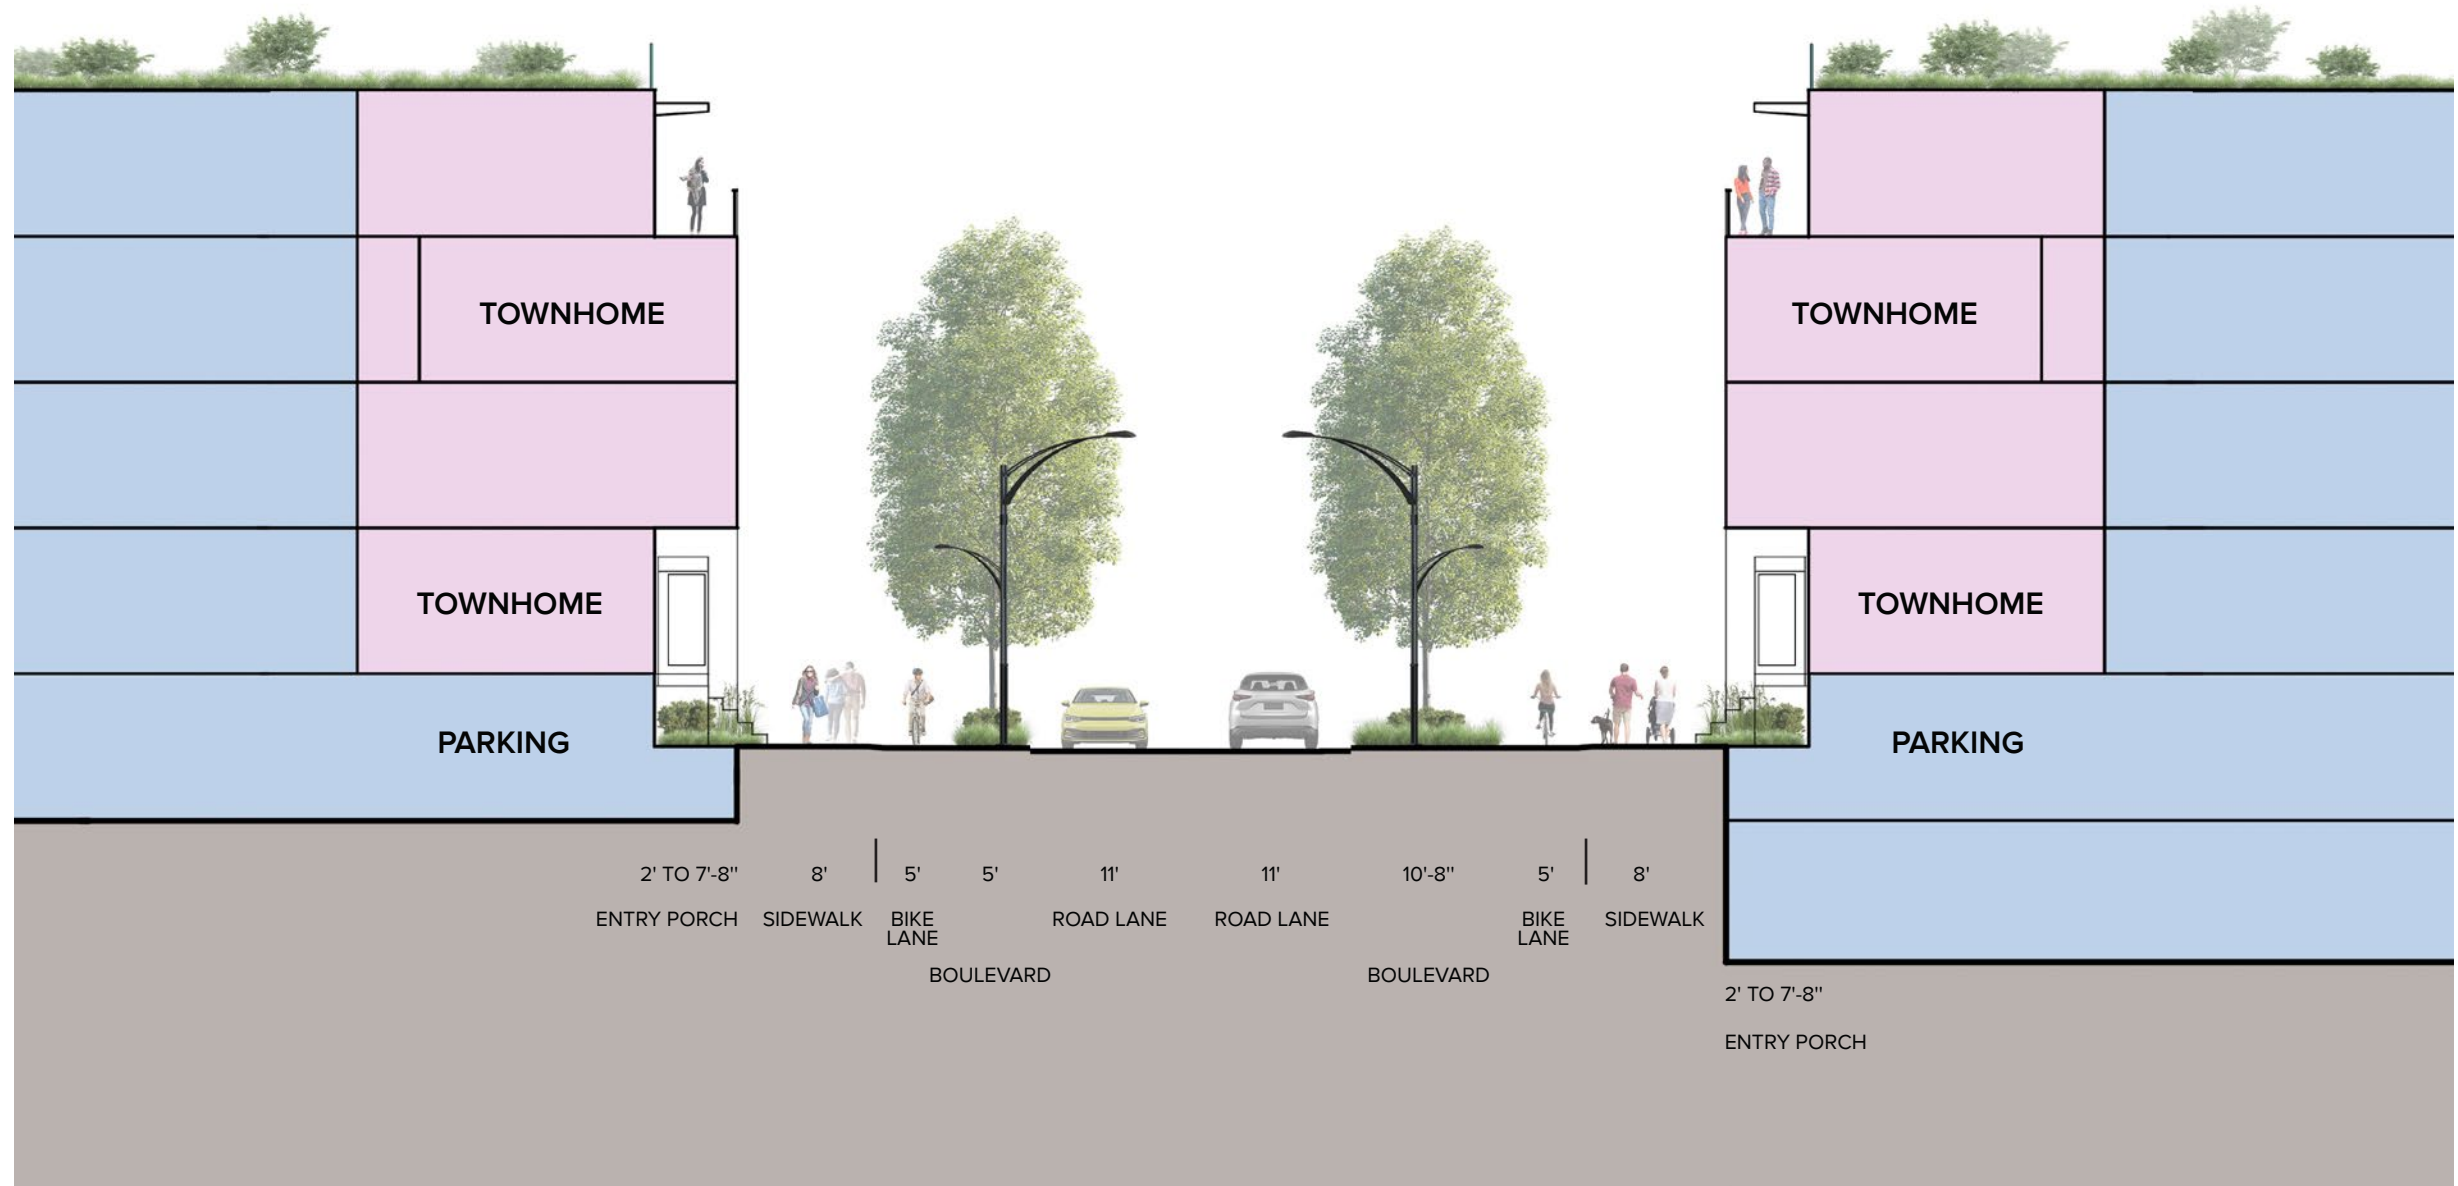 TOWNHOME
TOWNHOME
TOWNHOME
TOWNHOME
PARKING
PARKING
2' TO 7'-8"
8'
5'
5'
11'
11'
10'-8"
5'
8'
ENTRY PORCH
SIDEWALK
BIKE
LANE
ROAD LANE
ROAD LANE
BIKE
LANE
SIDEWALK
BOULEVARD
BOULEVARD
2' TO 7'-8"
ENTRY PORCH